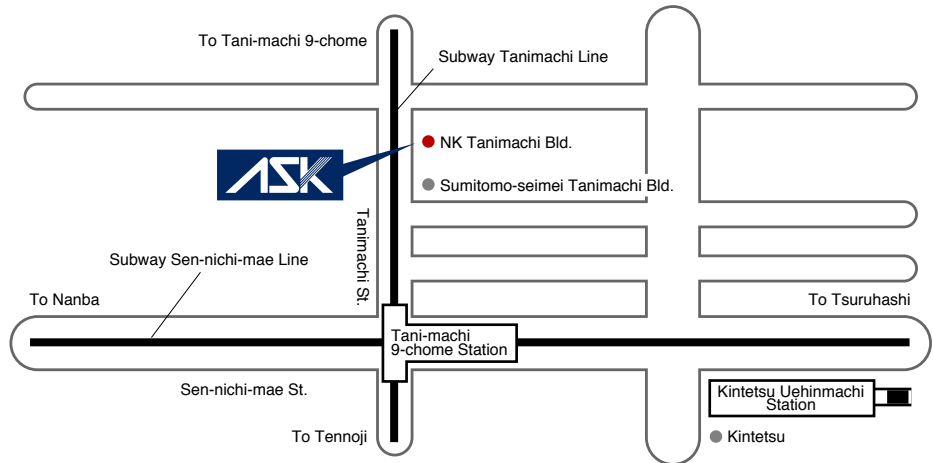 To Tani-machi 9-chome
Subway Tanimachi Line
NK Tanimachi Bld.
ASK
Sumitomo-seimei Tanimachi Bld.
Tanimachi St.
Subway Sen-nichi-mae Line
To Nanba
To Tsuruhashi
Tani-machi
9-chome Station
Sen-nichi-mae St.
Kintetsu Uehinmachi
Station
To Tennoji
Kintetsu